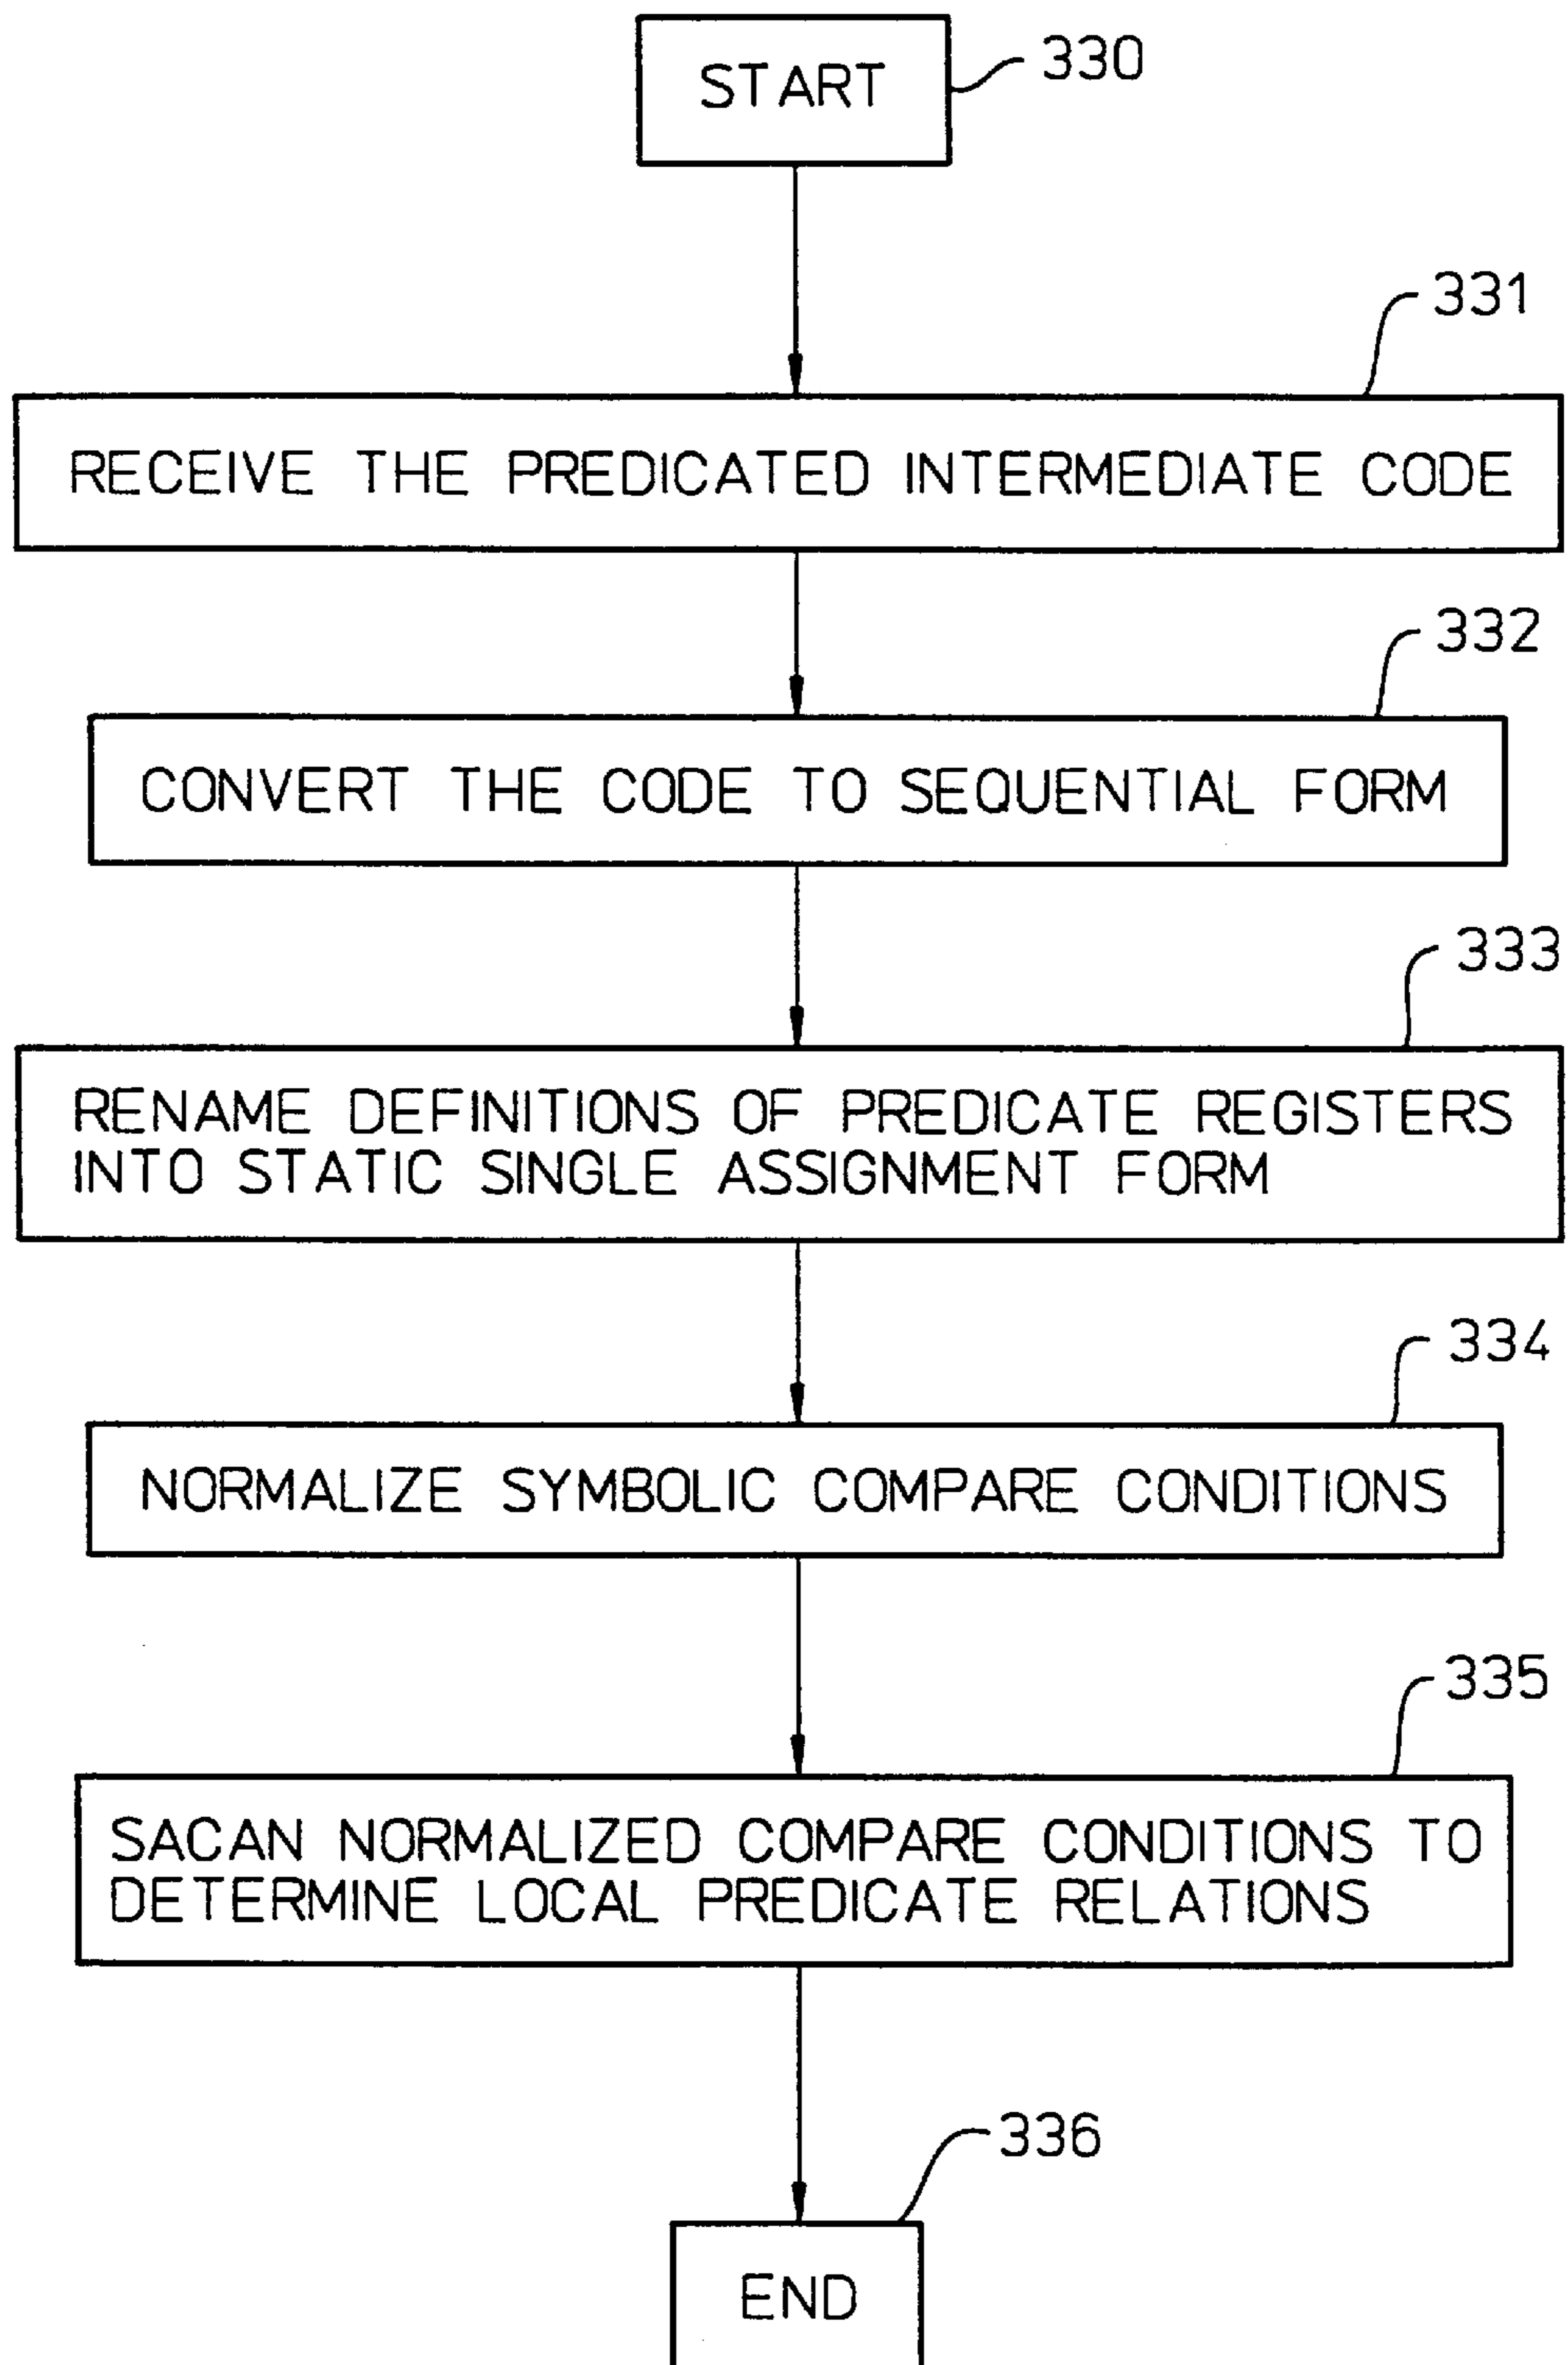 START
330
331
RECEIVE THE PREDICATED INTERMEDIATE CODE
332
CONVERT THE CODE TO SEQUENTIAL FORM
333
RENAME DEFINITIONS OF PREDICATE REGISTERS
INTO STATIC SINGLE ASSIGNMENT FORM
334
NORMALIZE SYMBOLIC COMPARE CONDITIONS
335
SACAN NORMALIZED COMPARE CONDITIONS TO
DETERMINE LOCAL PREDICATE RELATIONS
336
END